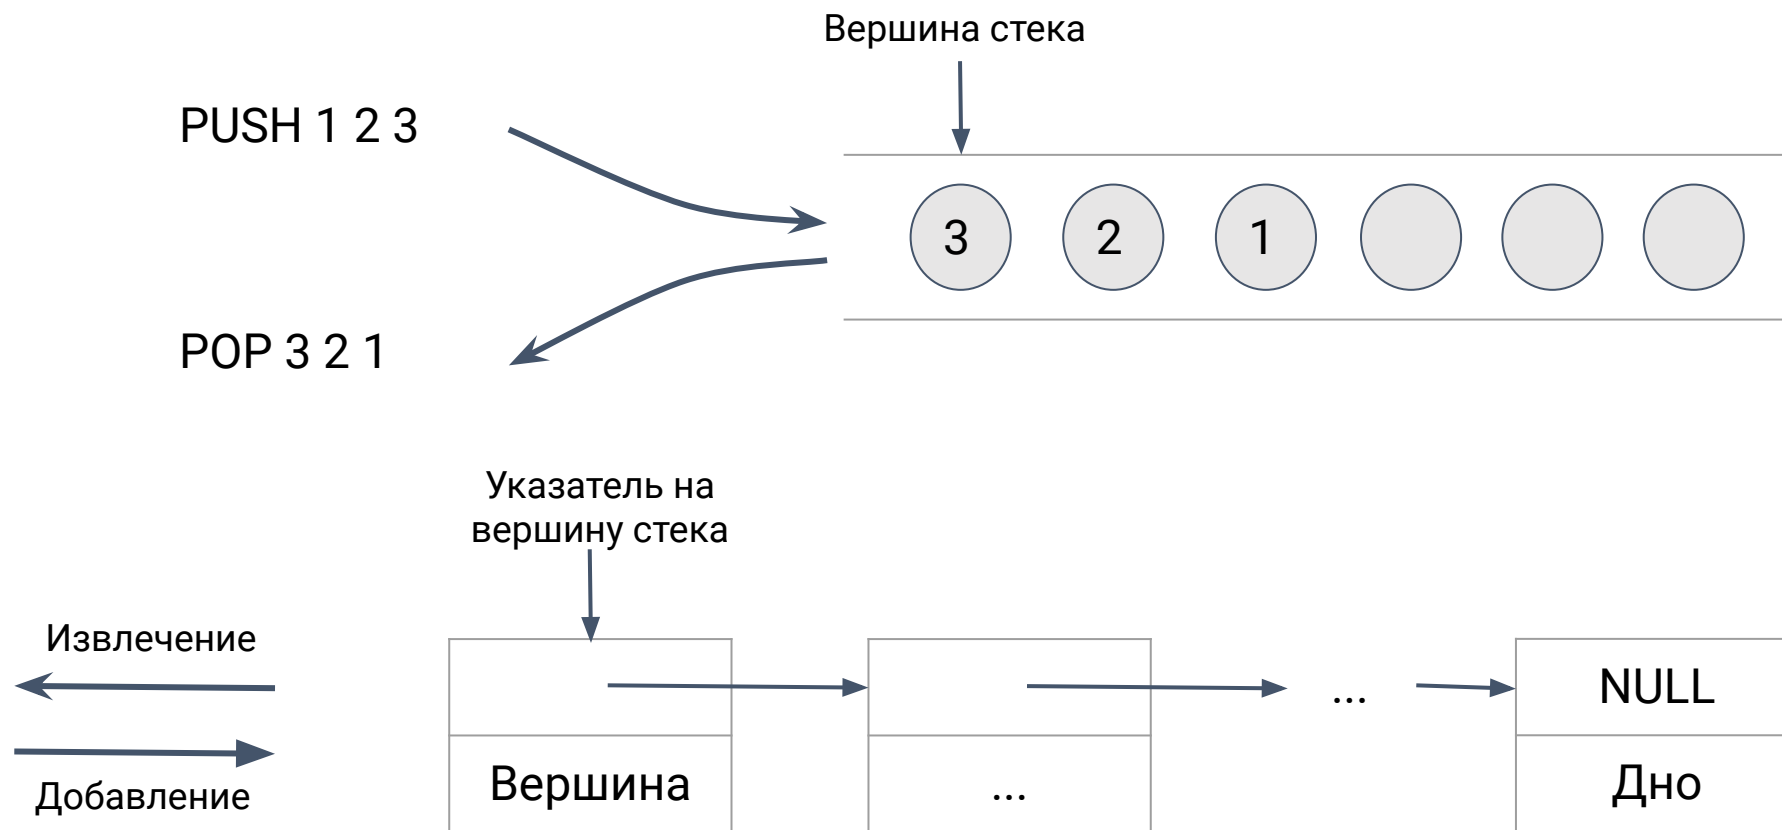 Вершина стека
PUSH 1 2 3
3 2 1
POP 3 2 1
Указатель на
вершину стека
Извлечение
... NULL
Добавление
Вершина ... Дно